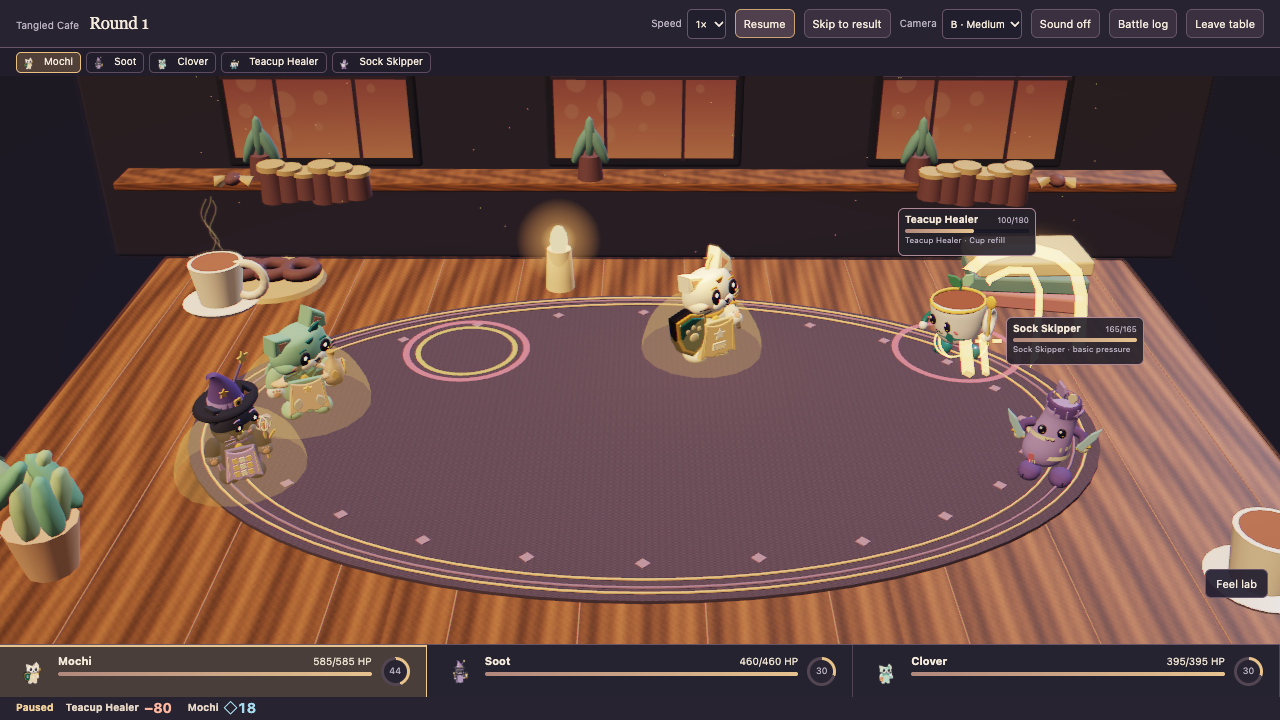 Tangled Cafe Round 1
Speed 1x Resume Skip to result Camera B · Medium Sound off Battle log Leave table
Mochi Soot Clover Teacup Healer Sock Skipper
Teacup Healer 100/180
Teacup Healer · Cup refill
Sock Skipper 165/165
Sock Skipper · basic pressure
Feel lab
Mochi 585/585 HP 44
Soot 460/460 HP 30
Clover 395/395 HP 30
Paused Teacup Healer −80 Mochi ◇18